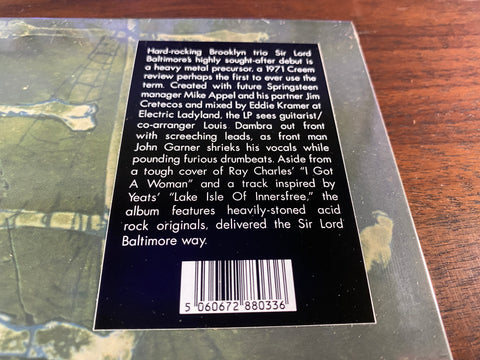 Hard-rocking Brooklyn trio Sir Lord
Baltimore's highly sought-after debut is
a heavy metal precursor, a 1971 Creem
review perhaps the first to ever use the
term. Created with future Springsteen
manager Mike Appel and his partner Jim
Cretecos and mixed by Eddie Kramer at
Electric Ladyland, the LP sees guitarist/
co-arranger Louis Dambra out front
with screeching leads, as front man
John Garner shrieks his vocals while
pounding furious drumbeats. Aside from
a tough cover of Ray Charles' "I Got
A Woman" and a track inspired by
Yeats' "Lake Isle Of Innersfree," the
album features heavily-stoned acid
rock originals, delivered the Sir Lord
Baltimore way.
5 060672 880336